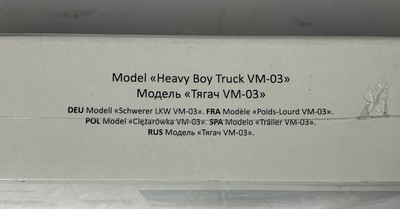 Model «Heavy Boy Truck VM-03»
Модель «Тягач VM-03»
DEU Modell «Schwerer LKW VM-03». FRA Modèle «Poids-Lourd VM-03».
POL Model «Ciężarówka VM-03». SPA Modelo «Tráiler VM-03».
RUS Модель «Тягач VM-03».